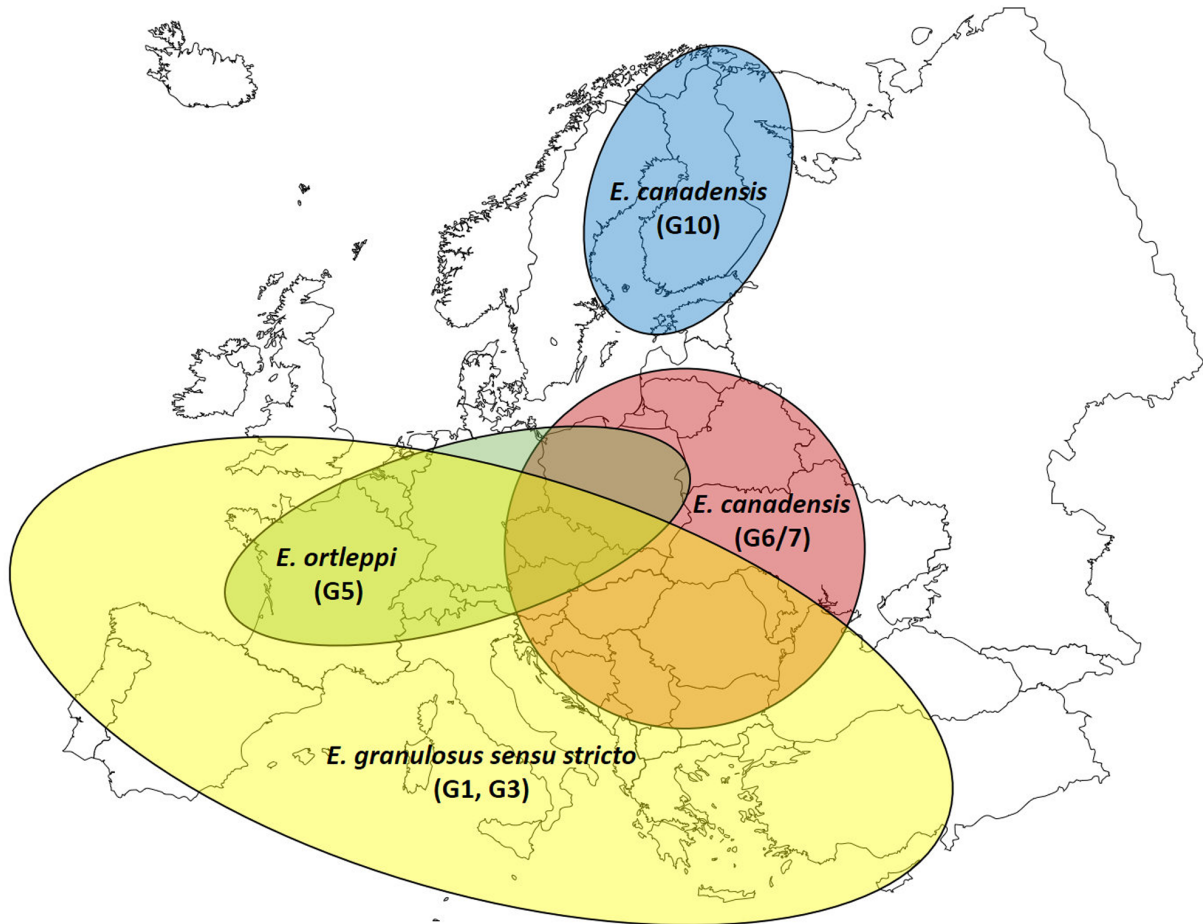 E. canadensis
(G10)
E. canadensis
(G6/7)
E. ortleppi
(G5)
E. granulosus sensu stricto
(G1, G3)